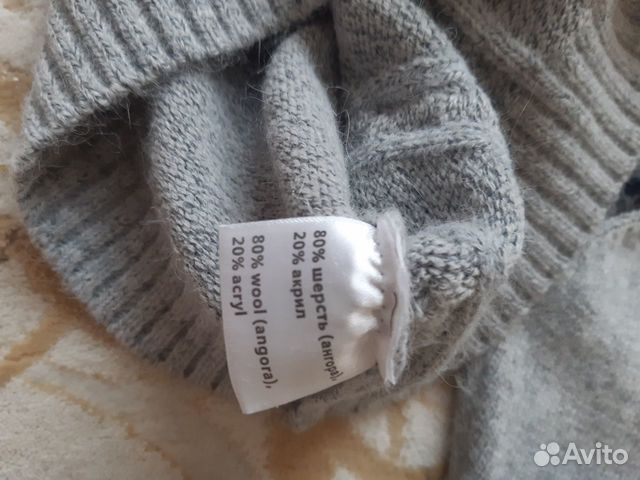 80% шерсть (ангора),
20% акрил
80% wool (angora),
20% acryl
Avito